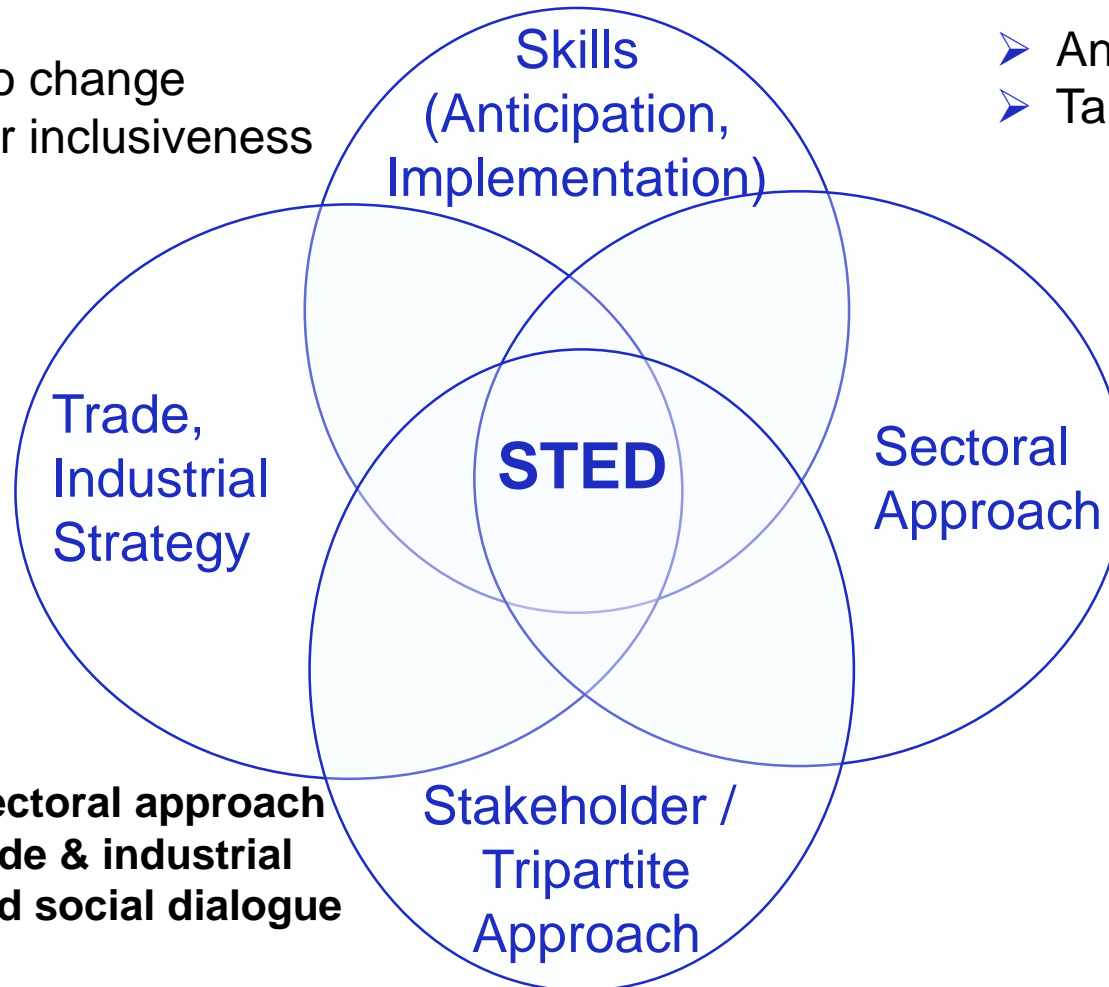 Skills
(Anticipation,
Implementation)
change
inclusiveness
➢ An
➢ Ta
Trade,
Industrial
Strategy
STED
Sectoral
Approach
ectoral approach
de & industrial
d social dialogue
Stakeholder /
Tripartite
Approach